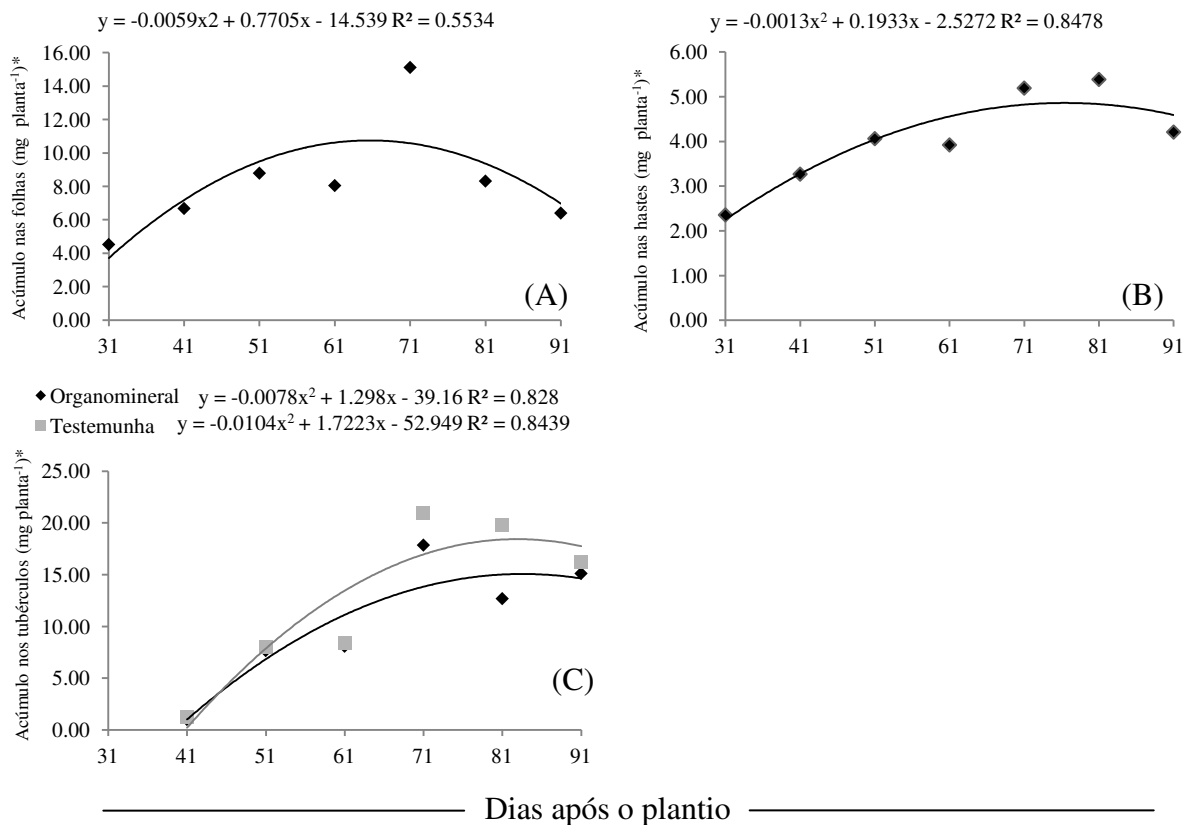 y = -0.0059x2 + 0.7705x - 14.539 R² = 0.5534
Acúmulo nas folhas (mg planta⁻¹)*
16.00
14.00
12.00
10.00
8.00
6.00
4.00
2.00
0.00
31 41 51 61 71 81 91
(A)
y = -0.0013x² + 0.1933x - 2.5272 R² = 0.8478
Acúmulo nas hastes (mg planta⁻¹)*
6.00
5.00
4.00
3.00
2.00
1.00
0.00
31 41 51 61 71 81 91
(B)
Organomineral y = -0.0078x² + 1.298x - 39.16 R² = 0.828
Testemunha y = -0.0104x² + 1.7223x - 52.949 R² = 0.8439
Acúmulo nos tubérculos (mg planta⁻¹)*
25.00
20.00
15.00
10.00
5.00
0.00
31 41 51 61 71 81 91
(C)
Dias após o plantio